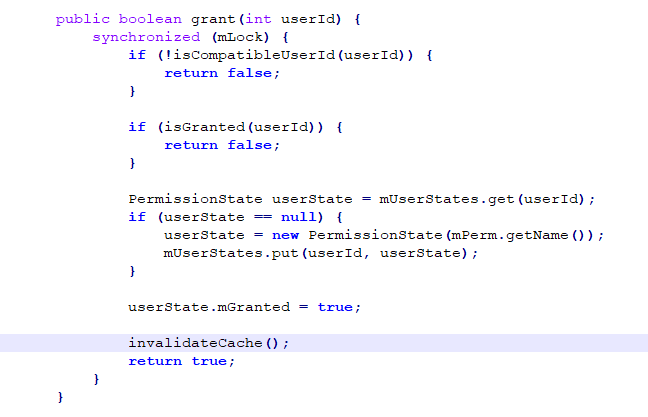 public boolean grant(int userId) {
synchronized (mLock) {
if (!isCompatibleUserId(userId)) {
return false;
}
if (isGranted(userId)) {
return false;
}
PermissionState userState = mUserStates.get(userId);
if (userState == null) {
userState = new PermissionState(mPerm.getName());
mUserStates.put(userId, userState);
}
userState.mGranted = true;
invalidateCache();
return true;
}
}